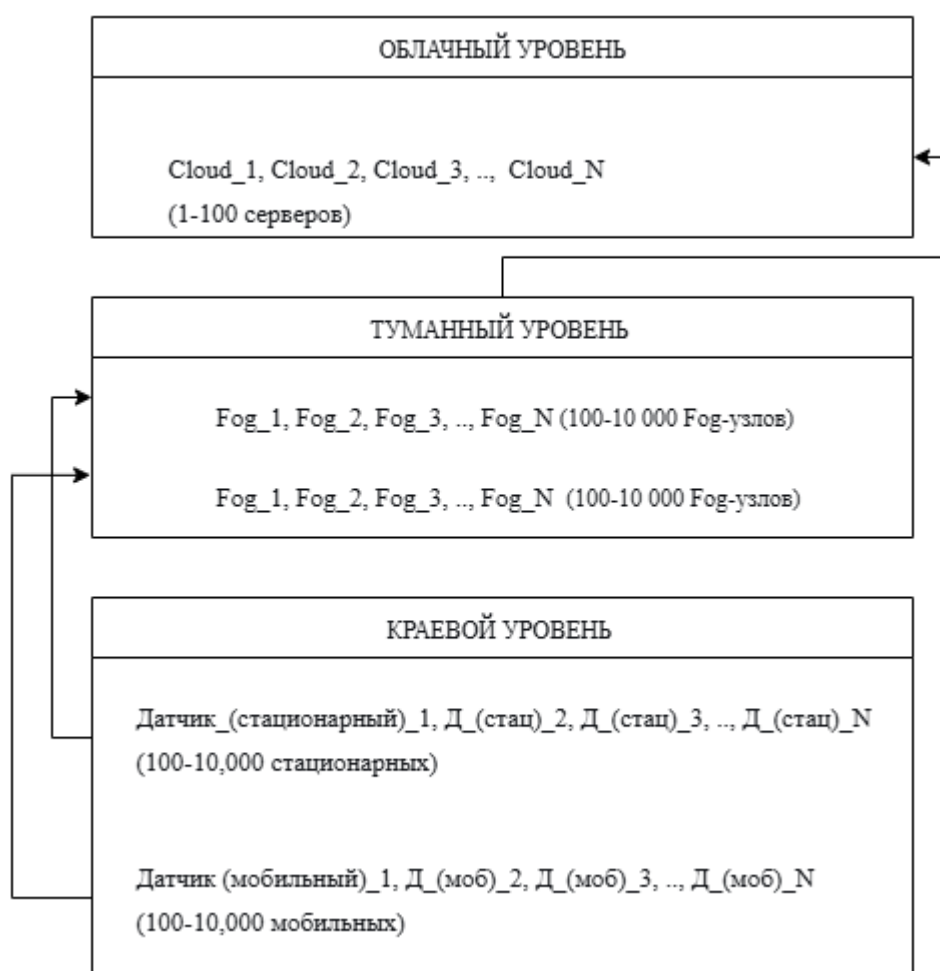 ОБЛАЧНЫЙ УРОВЕНЬ
Cloud_1, Cloud_2, Cloud_3, .., Cloud_N
(1-100 серверов)
ТУМАННЫЙ УРОВЕНЬ
Fog_1, Fog_2, Fog_3, .., Fog_N (100-10 000 Fog-узлов)
Fog_1, Fog_2, Fog_3, .., Fog_N (100-10 000 Fog-узлов)
КРАЕВОЙ УРОВЕНЬ
Датчик_(стационарный)_1, Д_(стац)_2, Д_(стац)_3, .., Д_(стац)_N
(100-10,000 стационарных)
Датчик (мобильный)_1, Д_(моб)_2, Д_(моб)_3, .., Д_(моб)_N
(100-10,000 мобильных)